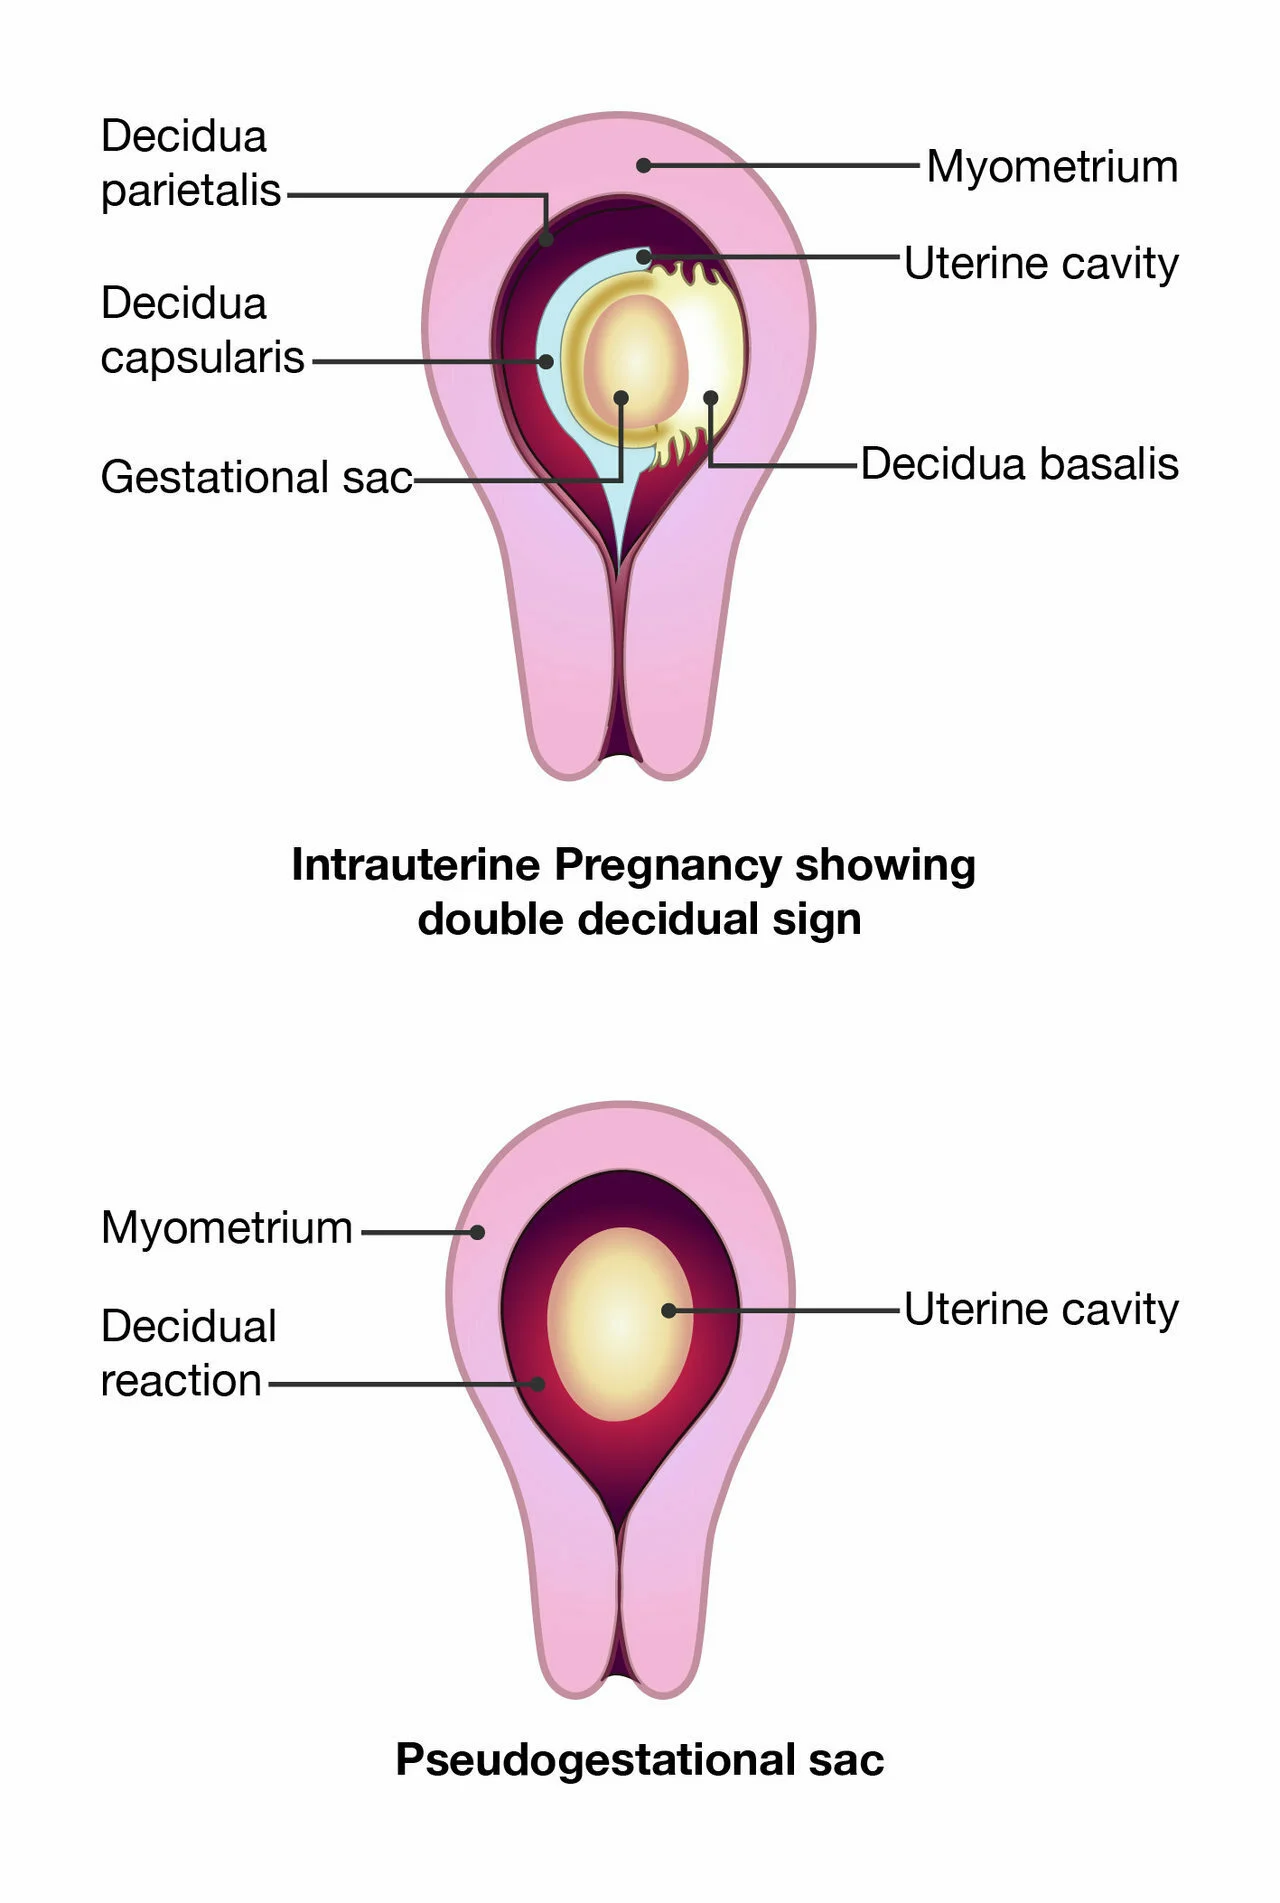 Decidua
parietalis
Myometrium
Uterine cavity
Decidua
capsularis
Gestational sac
Decidua basalis
Intrauterine Pregnancy showing
double decidual sign
Myometrium
Decidual
reaction
Uterine cavity
Pseudogestational sac